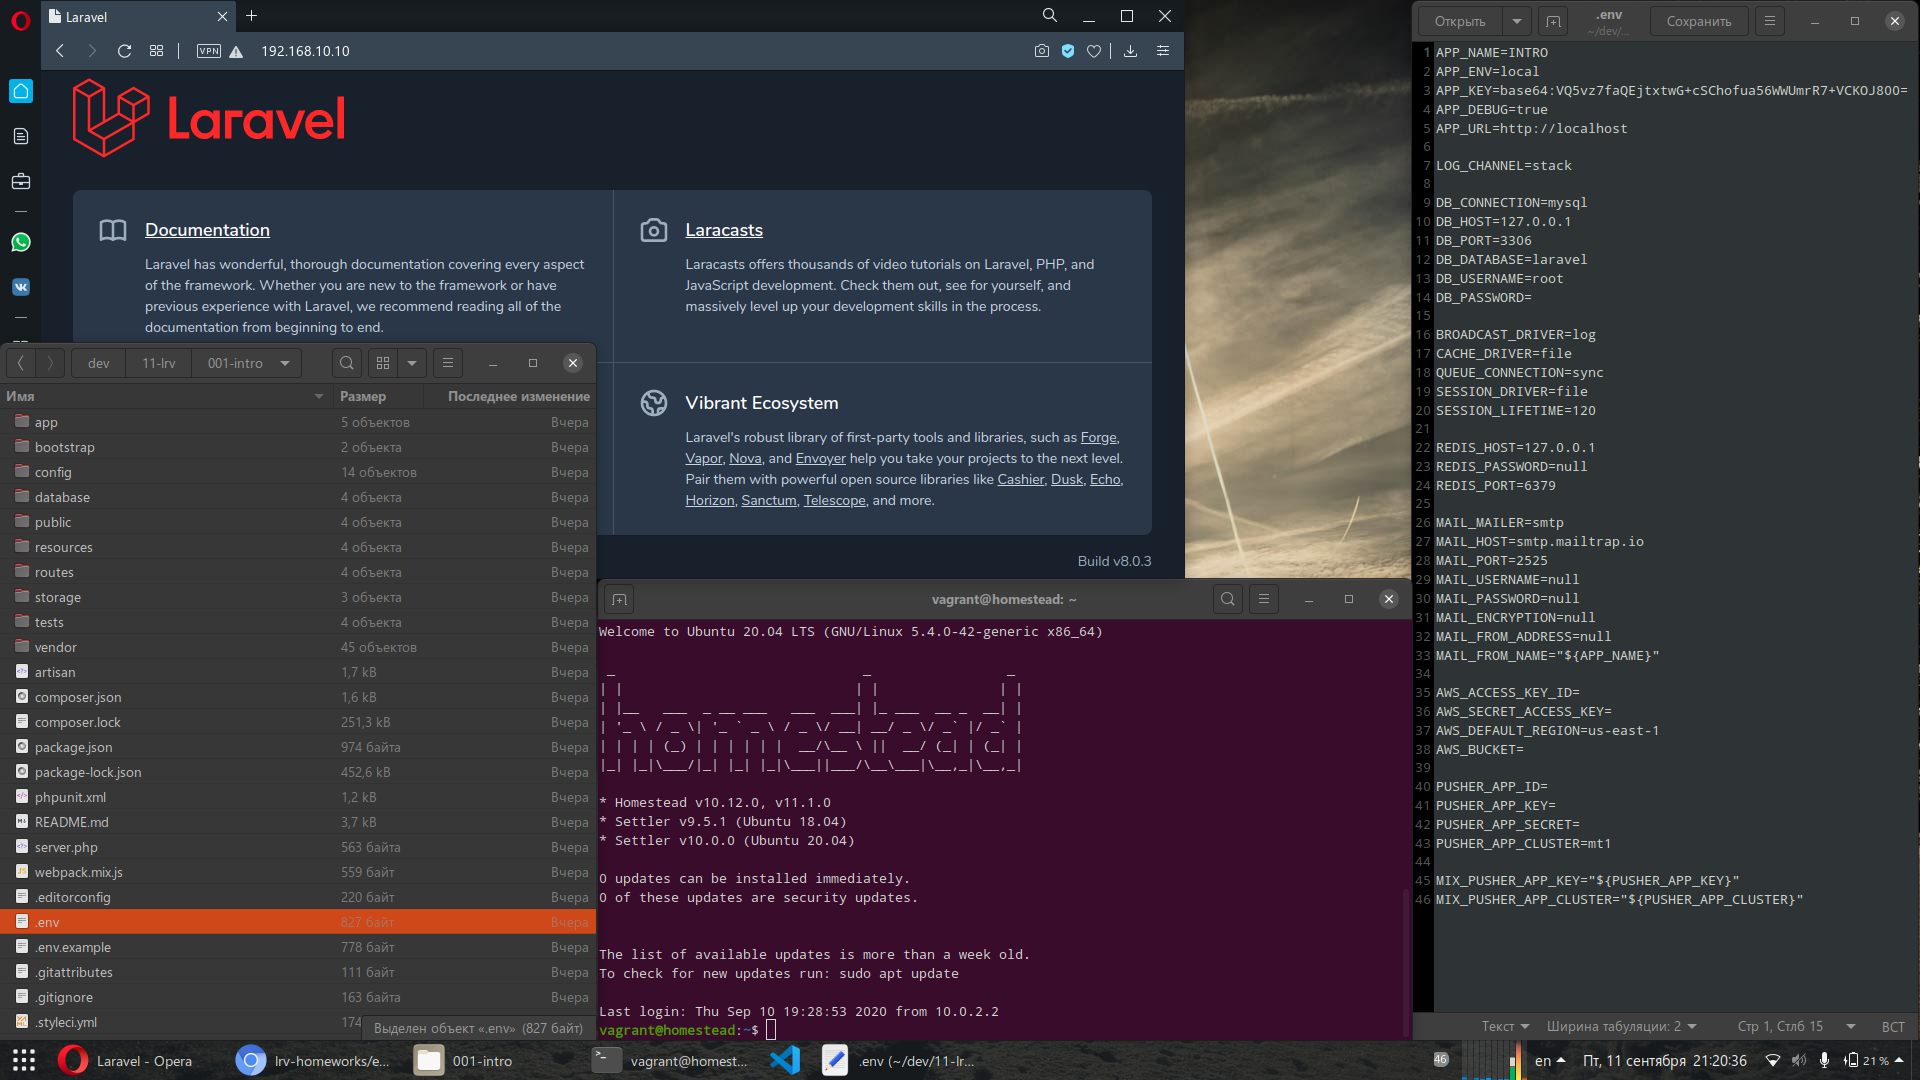 Laravel
VPN
192.168.10.10
Laravel
Documentation
Laravel has wonderful, thorough documentation covering every aspect
of the framework. Whether you are new to the framework or have
previous experience with Laravel, we recommend reading all of the
documentation from beginning to end.
Laracasts
Laracasts offers thousands of video tutorials on Laravel, PHP, and
JavaScript development. Check them out, see for yourself, and
massively level up your development skills in the process.
Vibrant Ecosystem
Laravel's robust library of first-party tools and libraries, such as Forge,
Vapor, Nova, and Envoyer help you take your projects to the next level.
Pair them with powerful open source libraries like Cashier, Dusk, Echo,
Horizon, Sanctum, Telescope, and more.
Build v8.0.3
dev 11-lrv 001-intro
Имя Размер Последнее изменение
app 5 объектов Вчера
bootstrap 2 объекта Вчера
config 14 объектов Вчера
database 4 объекта Вчера
public 4 объекта Вчера
resources 4 объекта Вчера
routes 4 объекта Вчера
storage 3 объекта Вчера
tests 4 объекта Вчера
vendor 45 объектов Вчера
artisan 1,7 kB Вчера
composer.json 1,6 kB Вчера
composer.lock 251,3 kB Вчера
package.json 974 байта Вчера
package-lock.json 452,6 kB Вчера
phpunit.xml 1,2 kB Вчера
README.md 3,7 kB Вчера
server.php 563 байта Вчера
webpack.mix.js 559 байт Вчера
.editorconfig 220 байт Вчера
.env 827 байт Вчера
.env.example 778 байт Вчера
.gitattributes 111 байт Вчера
.gitignore 163 байта Вчера
.styleci.yml 174
Выделен объект «.env» (827 байт)
vagrant@homestead: ~
Welcome to Ubuntu 20.04 LTS (GNU/Linux 5.4.0-42-generic x86_64)
homestead
* Homestead v10.12.0, v11.1.0
* Settler v9.5.1 (Ubuntu 18.04)
* Settler v10.0.0 (Ubuntu 20.04)
0 updates can be installed immediately.
0 of these updates are security updates.
The list of available updates is more than a week old.
To check for new updates run: sudo apt update
Last login: Thu Sep 10 19:28:53 2020 from 10.0.2.2
vagrant@homestead:~$
Открыть .env Сохранить
~/dev/...
1 APP_NAME=INTRO
2 APP_ENV=local
3 APP_KEY=base64:VQ5vz7faQEjtxtwG+cSChofua56WWUmrR7+VCKOJ8O0=
4 APP_DEBUG=true
5 APP_URL=http://localhost
6
7 LOG_CHANNEL=stack
8
9 DB_CONNECTION=mysql
10 DB_HOST=127.0.0.1
11 DB_PORT=3306
12 DB_DATABASE=laravel
13 DB_USERNAME=root
14 DB_PASSWORD=
15
16 BROADCAST_DRIVER=log
17 CACHE_DRIVER=file
18 QUEUE_CONNECTION=sync
19 SESSION_DRIVER=file
20 SESSION_LIFETIME=120
21
22 REDIS_HOST=127.0.0.1
23 REDIS_PASSWORD=null
24 REDIS_PORT=6379
25
26 MAIL_MAILER=smtp
27 MAIL_HOST=smtp.mailtrap.io
28 MAIL_PORT=2525
29 MAIL_USERNAME=null
30 MAIL_PASSWORD=null
31 MAIL_ENCRYPTION=null
32 MAIL_FROM_ADDRESS=null
33 MAIL_FROM_NAME="${APP_NAME}"
34
35 AWS_ACCESS_KEY_ID=
36 AWS_SECRET_ACCESS_KEY=
37 AWS_DEFAULT_REGION=us-east-1
38 AWS_BUCKET=
39
40 PUSHER_APP_ID=
41 PUSHER_APP_KEY=
42 PUSHER_APP_SECRET=
43 PUSHER_APP_CLUSTER=mt1
44
45 MIX_PUSHER_APP_KEY="${PUSHER_APP_KEY}"
46 MIX_PUSHER_APP_CLUSTER="${PUSHER_APP_CLUSTER}"
Текст Ширина табуляции: 2 Стр 1, Стлб 15 ВСТ
Laravel - Opera lrv-homeworks/e... 001-intro vagrant@homest... .env (~/dev/11-lr... 46 en Пт, 11 сентября 21:20:36 21 %